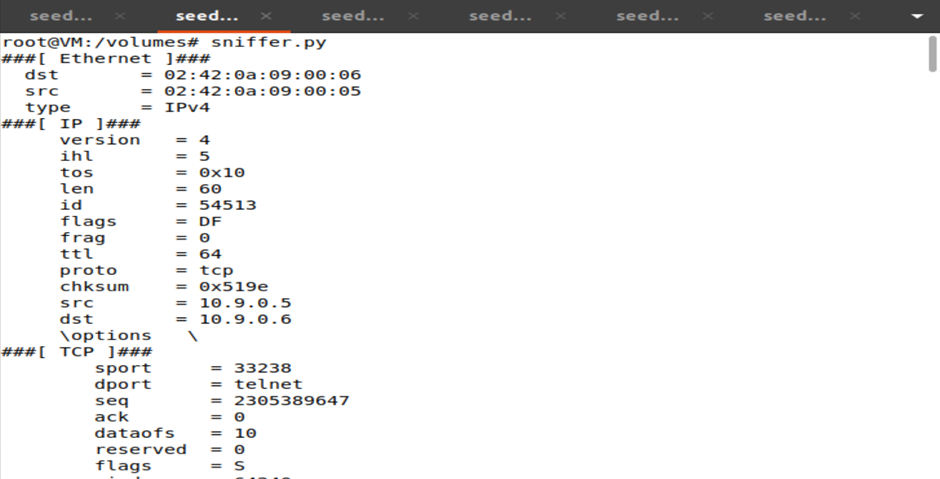 seed... × seed... × seed... × seed... × seed... × seed... ×
root@VM:/volumes# sniffer.py
###[ Ethernet ]###
  dst       = 02:42:0a:09:00:06
  src       = 02:42:0a:09:00:05
  type      = IPv4
###[ IP ]###
     version   = 4
     ihl       = 5
     tos       = 0x10
     len       = 60
     id        = 54513
     flags     = DF
     frag      = 0
     ttl       = 64
     proto     = tcp
     chksum    = 0x519e
     src       = 10.9.0.5
     dst       = 10.9.0.6
     \options   \
###[ TCP ]###
        sport     = 33238
        dport     = telnet
        seq       = 2305389647
        ack       = 0
        dataofs   = 10
        reserved  = 0
        flags     = S